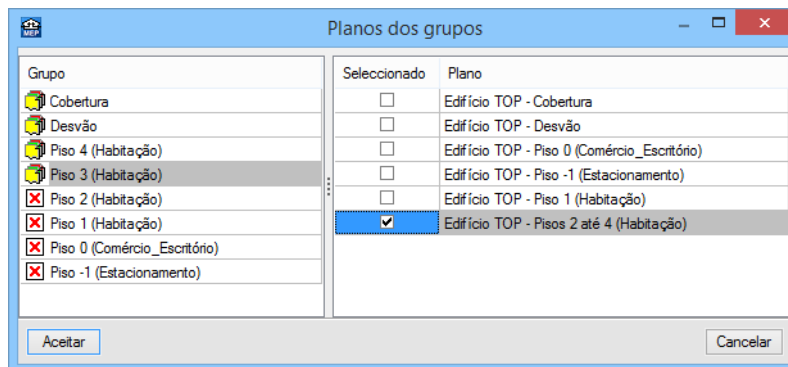 MEP
Planos dos grupos
Grupo
Cobertura
Desvão
Piso 4 (Habitação)
Piso 3 (Habitação)
Piso 2 (Habitação)
Piso 1 (Habitação)
Piso 0 (Comércio_Escritório)
Piso -1 (Estacionamento)
Seleccionado Plano
Edifício TOP - Cobertura
Edifício TOP - Desvão
Edifício TOP - Piso 0 (Comércio_Escritório)
Edifício TOP - Piso -1 (Estacionamento)
Edifício TOP - Piso 1 (Habitação)
Edifício TOP - Pisos 2 até 4 (Habitação)
Aceitar
Cancelar